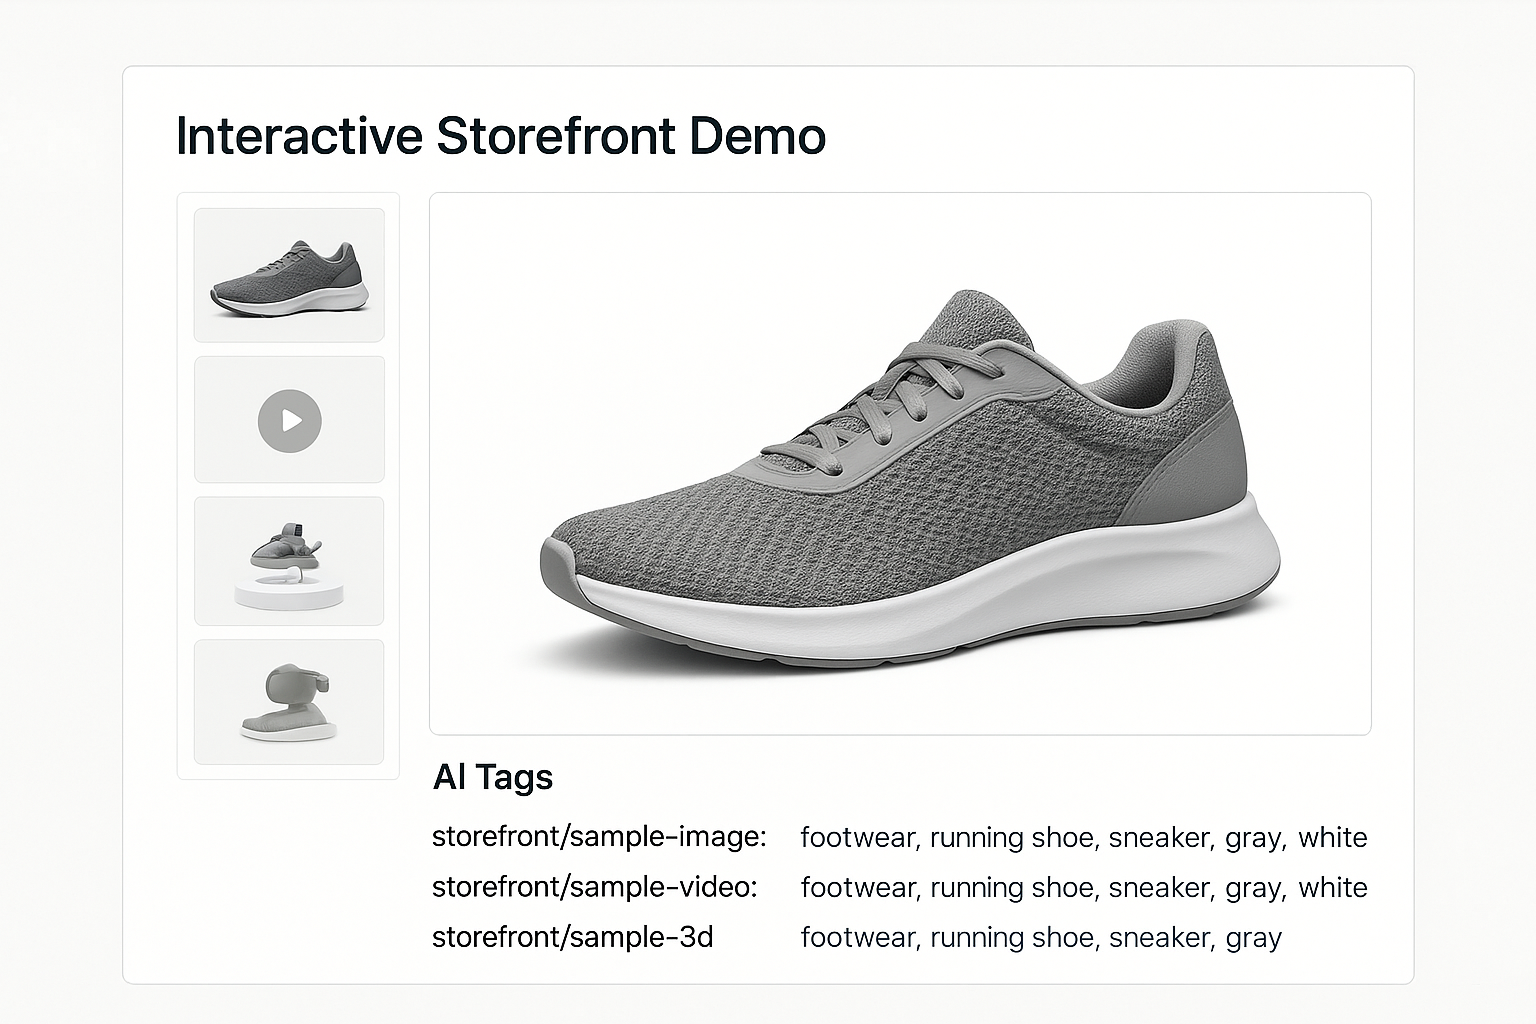 Interactive Storefront Demo
AI Tags
storefront/sample-image: footwear, running shoe, sneaker, gray, white
storefront/sample-video: footwear, running shoe, sneaker, gray, white
storefront/sample-3d footwear, running shoe, sneaker, gray